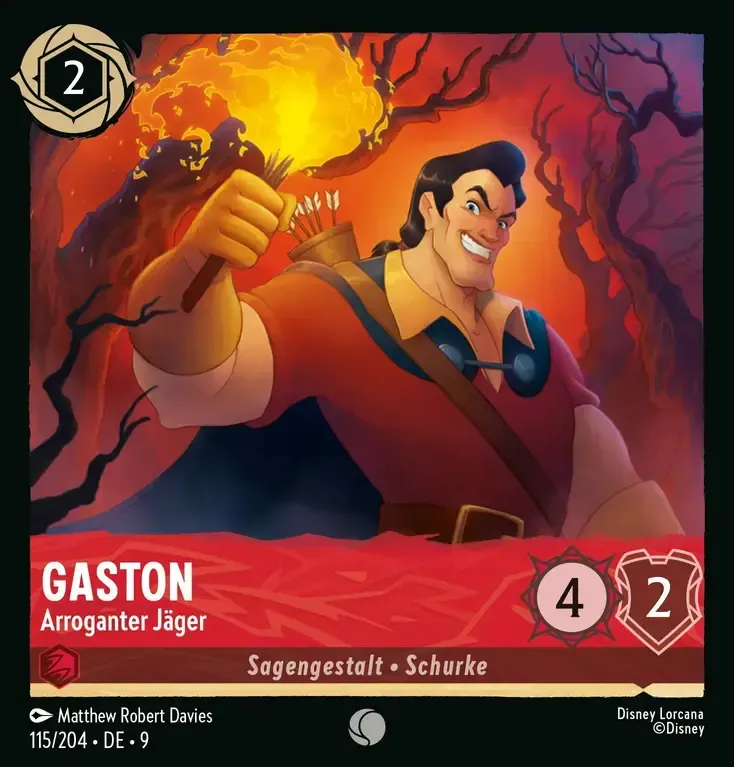 2
GASTON
Arroganter Jäger
4
2
Sagengestalt • Schurke
Matthew Robert Davies
115/204 • DE • 9
Disney Lorcana
©Disney